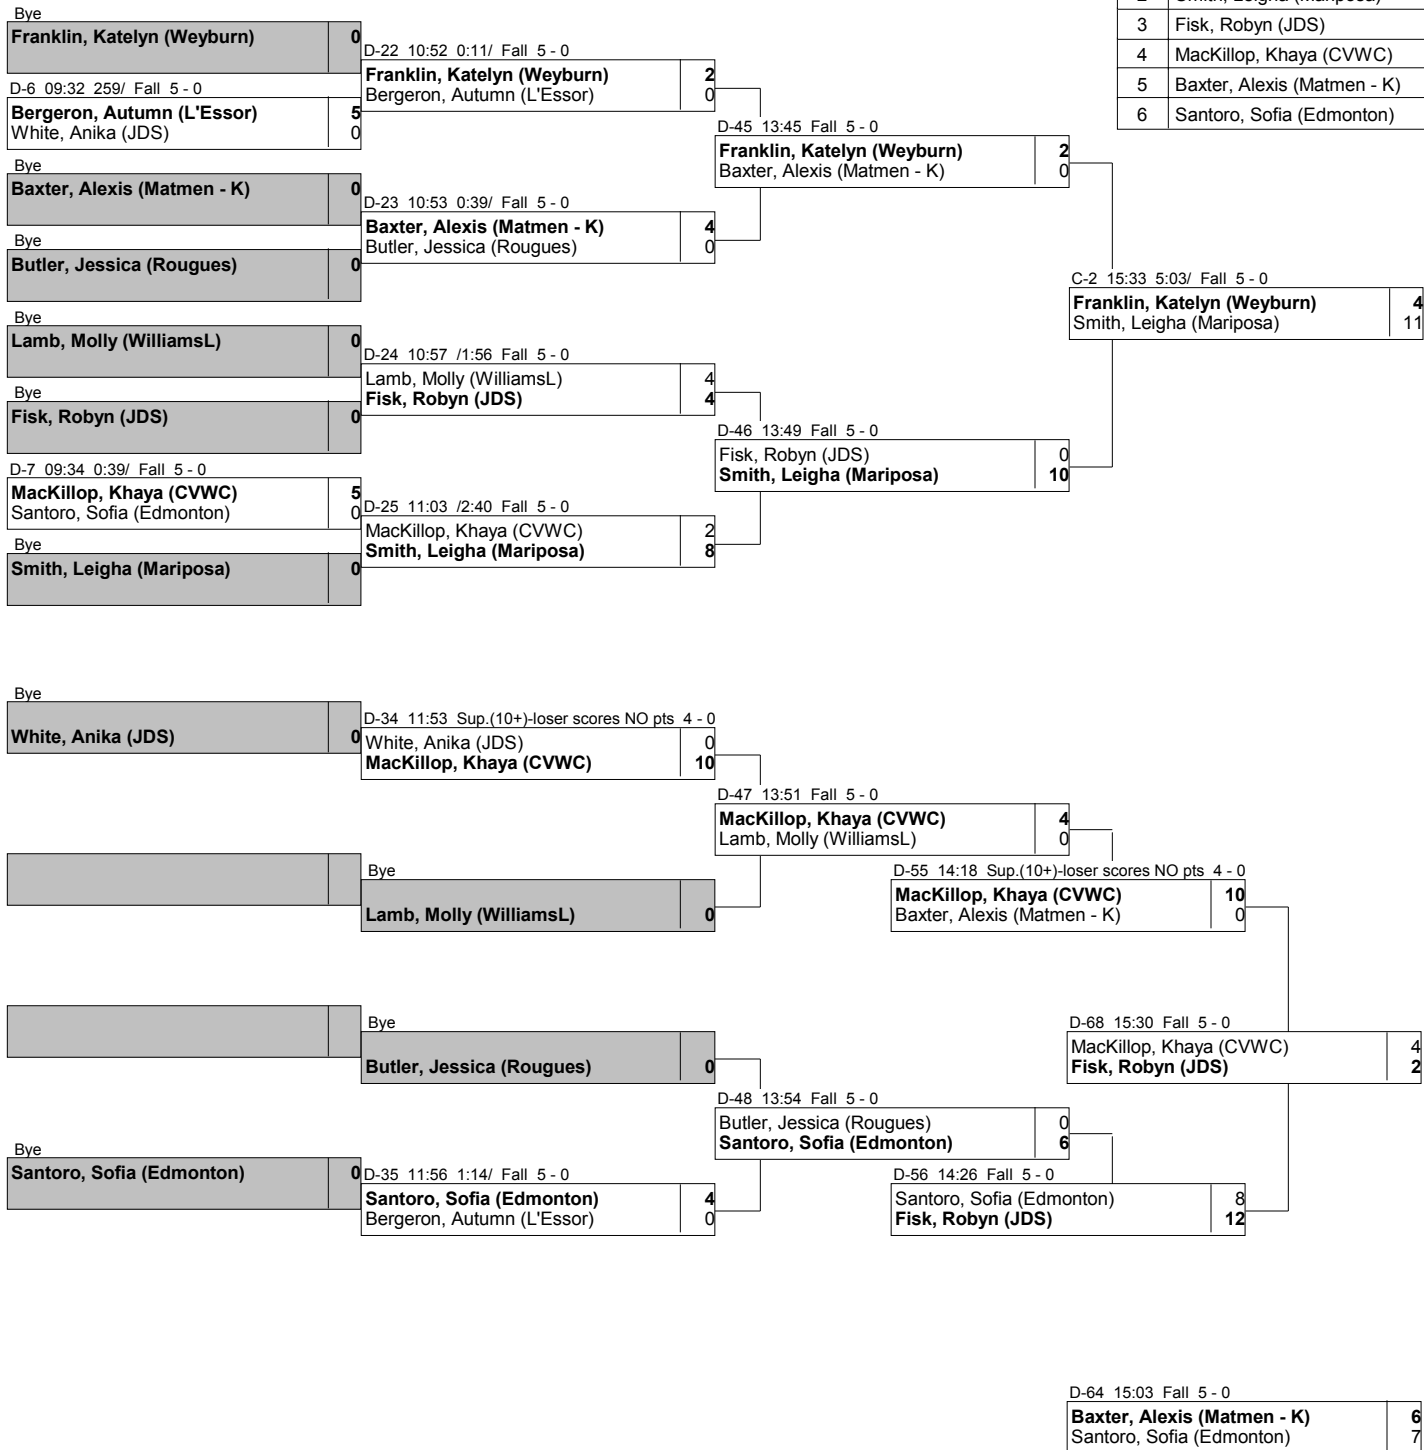 2 Smith, Leigha (Mariposa)
3 Fisk, Robyn (JDS)
4 MacKillop, Khaya (CVWC)
5 Baxter, Alexis (Matmen - K)
6 Santoro, Sofia (Edmonton)
Bye
Franklin, Katelyn (Weyburn) 0
D-6 09:32 259/ Fall 5 - 0
Bergeron, Autumn (L'Essor) 5
White, Anika (JDS) 0
Bye
Baxter, Alexis (Matmen - K) 0
Bye
Butler, Jessica (Rougues) 0
Bye
Lamb, Molly (WilliamsL) 0
Bye
Fisk, Robyn (JDS) 0
D-7 09:34 0:39/ Fall 5 - 0
MacKillop, Khaya (CVWC) 5
Santoro, Sofia (Edmonton) 0
Bye
Smith, Leigha (Mariposa) 0
D-22 10:52 0:11/ Fall 5 - 0
Franklin, Katelyn (Weyburn) 2
Bergeron, Autumn (L'Essor) 0
D-23 10:53 0:39/ Fall 5 - 0
Baxter, Alexis (Matmen - K) 4
Butler, Jessica (Rougues) 0
D-24 10:57 /1:56 Fall 5 - 0
Lamb, Molly (WilliamsL) 4
Fisk, Robyn (JDS) 4
D-25 11:03 /2:40 Fall 5 - 0
MacKillop, Khaya (CVWC) 2
Smith, Leigha (Mariposa) 8
D-45 13:45 Fall 5 - 0
Franklin, Katelyn (Weyburn) 2
Baxter, Alexis (Matmen - K) 0
D-46 13:49 Fall 5 - 0
Fisk, Robyn (JDS) 0
Smith, Leigha (Mariposa) 10
C-2 15:33 5:03/ Fall 5 - 0
Franklin, Katelyn (Weyburn) 4
Smith, Leigha (Mariposa) 11
Bye
White, Anika (JDS) 0
Bye
Santoro, Sofia (Edmonton) 0
D-34 11:53 Sup.(10+)-loser scores NO pts 4 - 0
White, Anika (JDS) 0
MacKillop, Khaya (CVWC) 10
Bye
Lamb, Molly (WilliamsL) 0
Bye
Butler, Jessica (Rougues) 0
D-35 11:56 1:14/ Fall 5 - 0
Santoro, Sofia (Edmonton) 4
Bergeron, Autumn (L'Essor) 0
D-47 13:51 Fall 5 - 0
MacKillop, Khaya (CVWC) 4
Lamb, Molly (WilliamsL) 0
D-48 13:54 Fall 5 - 0
Butler, Jessica (Rougues) 0
Santoro, Sofia (Edmonton) 6
D-55 14:18 Sup.(10+)-loser scores NO pts 4 - 0
MacKillop, Khaya (CVWC) 10
Baxter, Alexis (Matmen - K) 0
D-56 14:26 Fall 5 - 0
Santoro, Sofia (Edmonton) 8
Fisk, Robyn (JDS) 12
D-68 15:30 Fall 5 - 0
MacKillop, Khaya (CVWC) 4
Fisk, Robyn (JDS) 2
D-64 15:03 Fall 5 - 0
Baxter, Alexis (Matmen - K) 6
Santoro, Sofia (Edmonton) 7